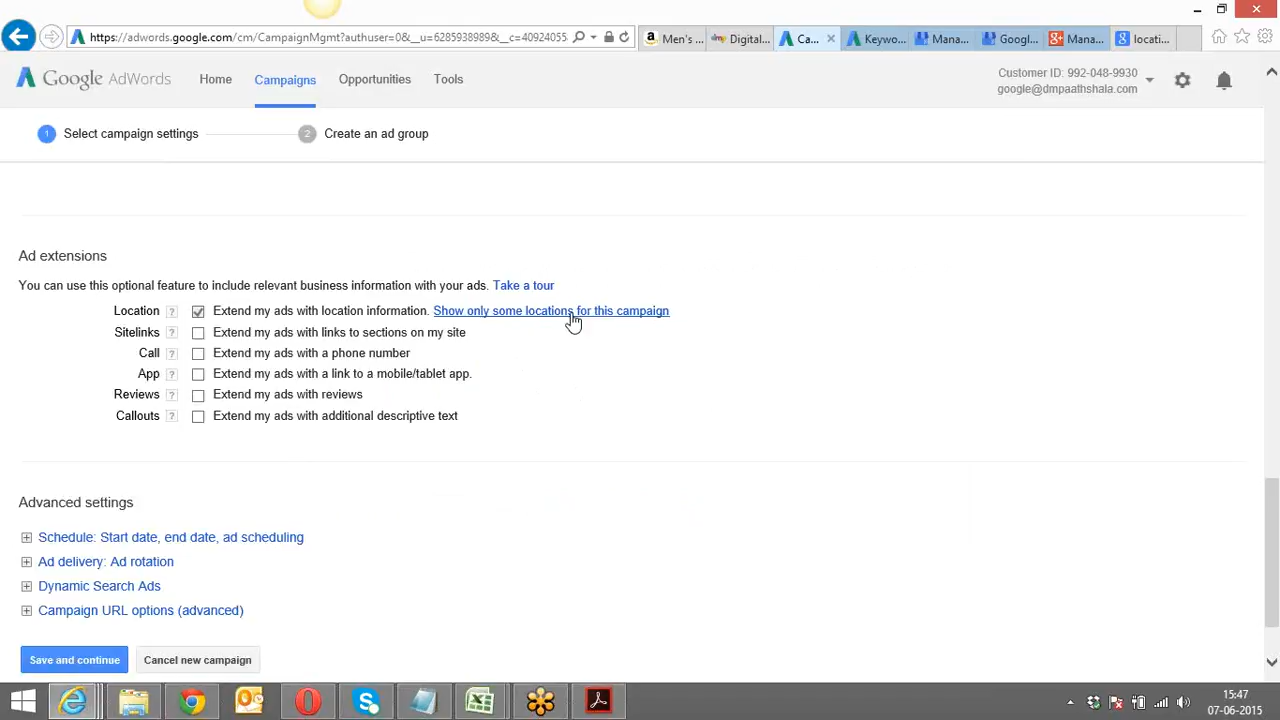 https://adwords.google.com/cm/CampaignMgmt?authuser=0&__u=6285938989&__c=40924055...
Men's ...
Digital...
Ca...
Keywo...
Mana...
Googl...
Mana...
locati...
Google AdWords
Home
Campaigns
Opportunities
Tools
Customer ID: 992-048-9930
google@dmpaathshala.com
1 Select campaign settings
2 Create an ad group
Ad extensions
You can use this optional feature to include relevant business information with your ads. Take a tour
Location ? Extend my ads with location information. Show only some locations for this campaign
Sitelinks ? Extend my ads with links to sections on my site
Call ? Extend my ads with a phone number
App ? Extend my ads with a link to a mobile/tablet app.
Reviews ? Extend my ads with reviews
Callouts ? Extend my ads with additional descriptive text
Advanced settings
Schedule: Start date, end date, ad scheduling
Ad delivery: Ad rotation
Dynamic Search Ads
Campaign URL options (advanced)
Save and continue
Cancel new campaign
15:47
07-06-2015